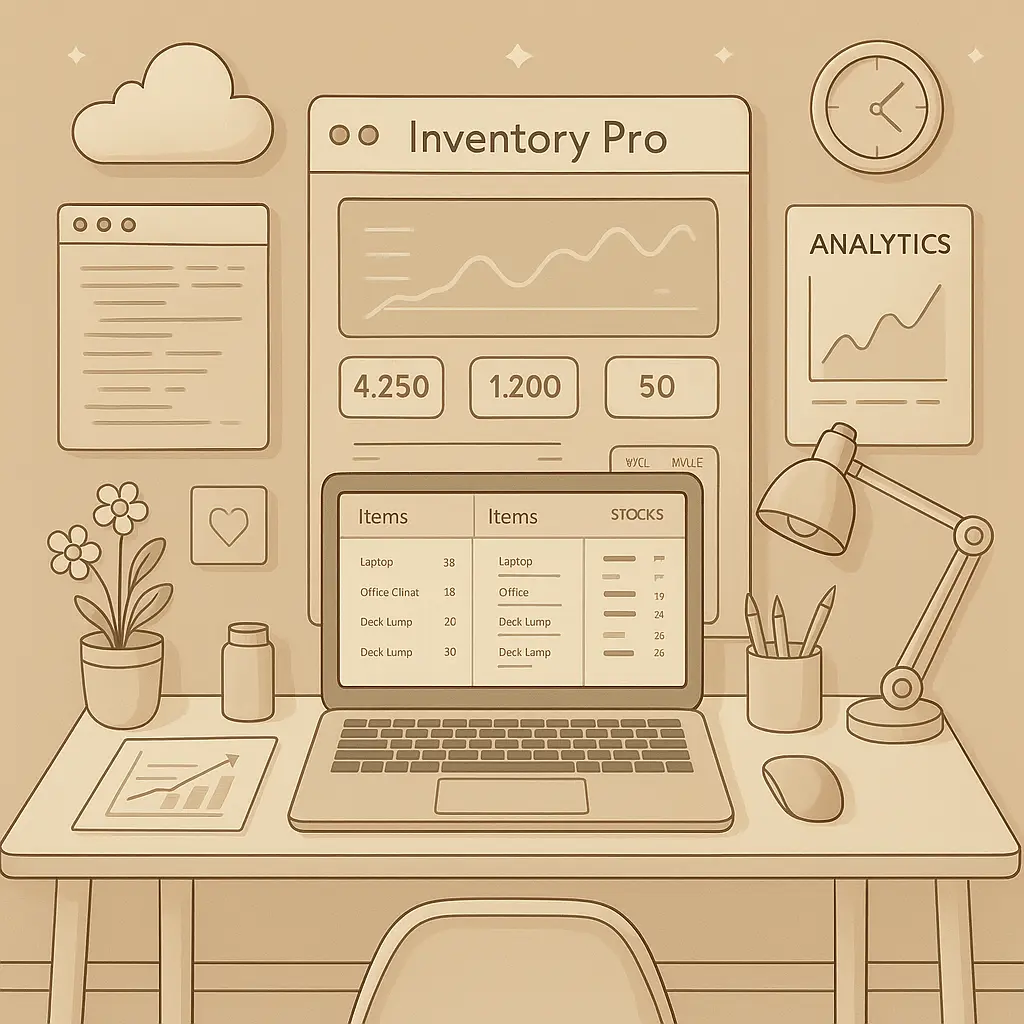 Inventory Pro
ANALYTICS
4.250 1.200 50
Items Items STOCKS
Laptop 38 Laptop
Office Clinat 18 Office 19
Deck Lump 20 Deck Lump 24
26
Deck Lump 30 Deck Lamp 26